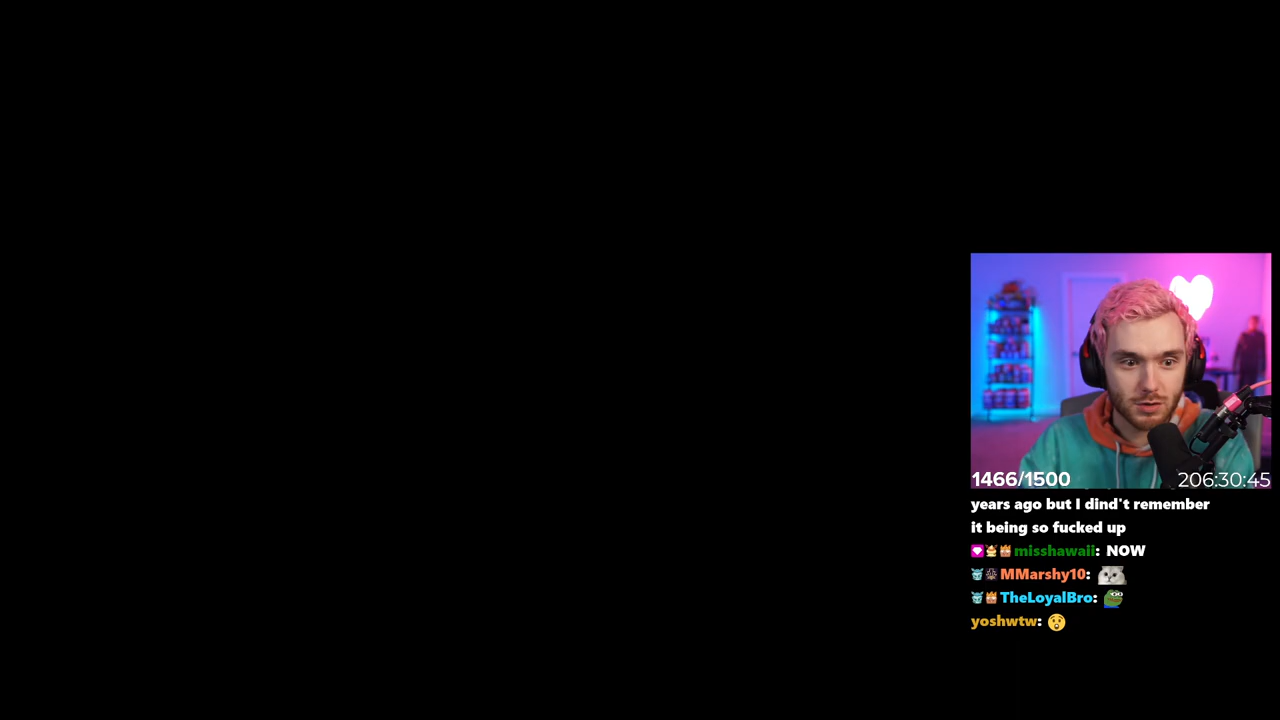 1466/1500
206:30:45
years ago but I dind't remember
it being so fucked up
misshawaii: NOW
MMarshy10:
TheLoyalBro:
yoshwtw: